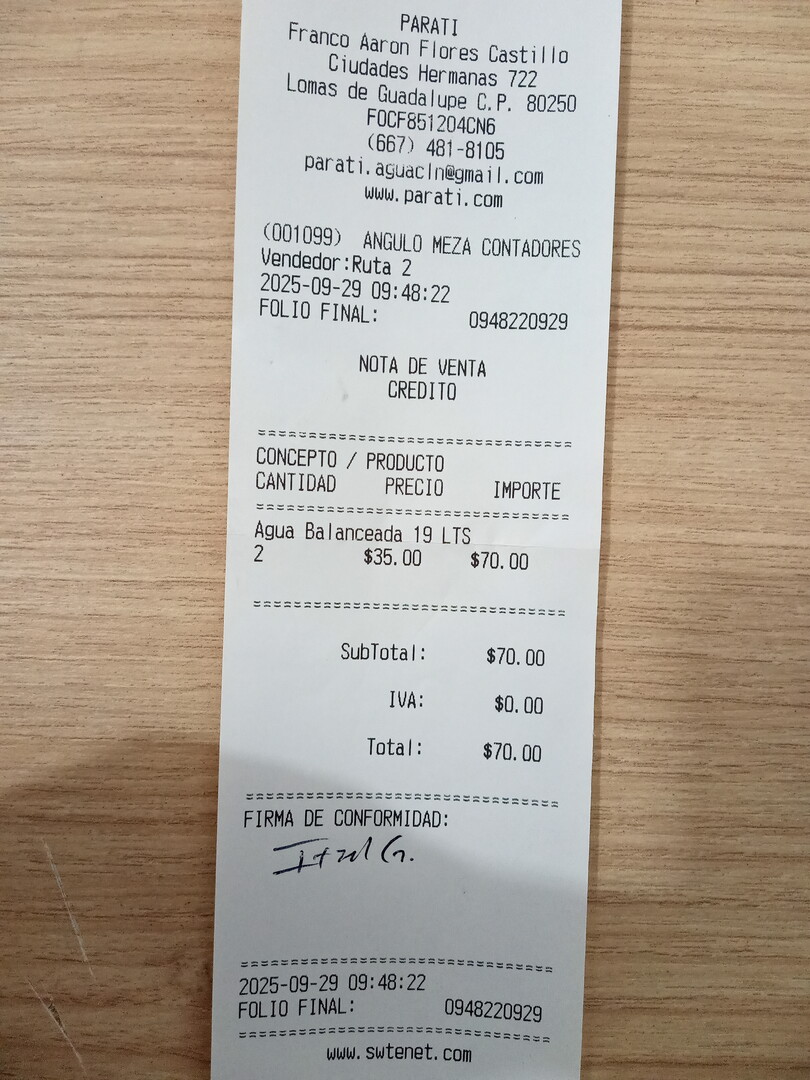 PARATI
Franco Aaron Flores Castillo
Ciudades Hermanas 722
Lomas de Guadalupe C.P. 80250
FOCF851204CN6
(667) 481-8105
parati.aguacln@gmail.com
www.parati.com
(001099) ANGULO MEZA CONTADORES
Vendedor:Ruta 2
2025-09-29 09:48:22
FOLIO FINAL: 0948220929
NOTA DE VENTA
CREDITO
==============================
CONCEPTO / PRODUCTO
CANTIDAD PRECIO IMPORTE
==============================
Agua Balanceada 19 LTS
2 $35.00 $70.00
==============================
SubTotal: $70.00
IVA: $0.00
Total: $70.00
==============================
FIRMA DE CONFORMIDAD:
Itzel G.
==============================
2025-09-29 09:48:22
FOLIO FINAL: 0948220929
==============================
www.swtenet.com